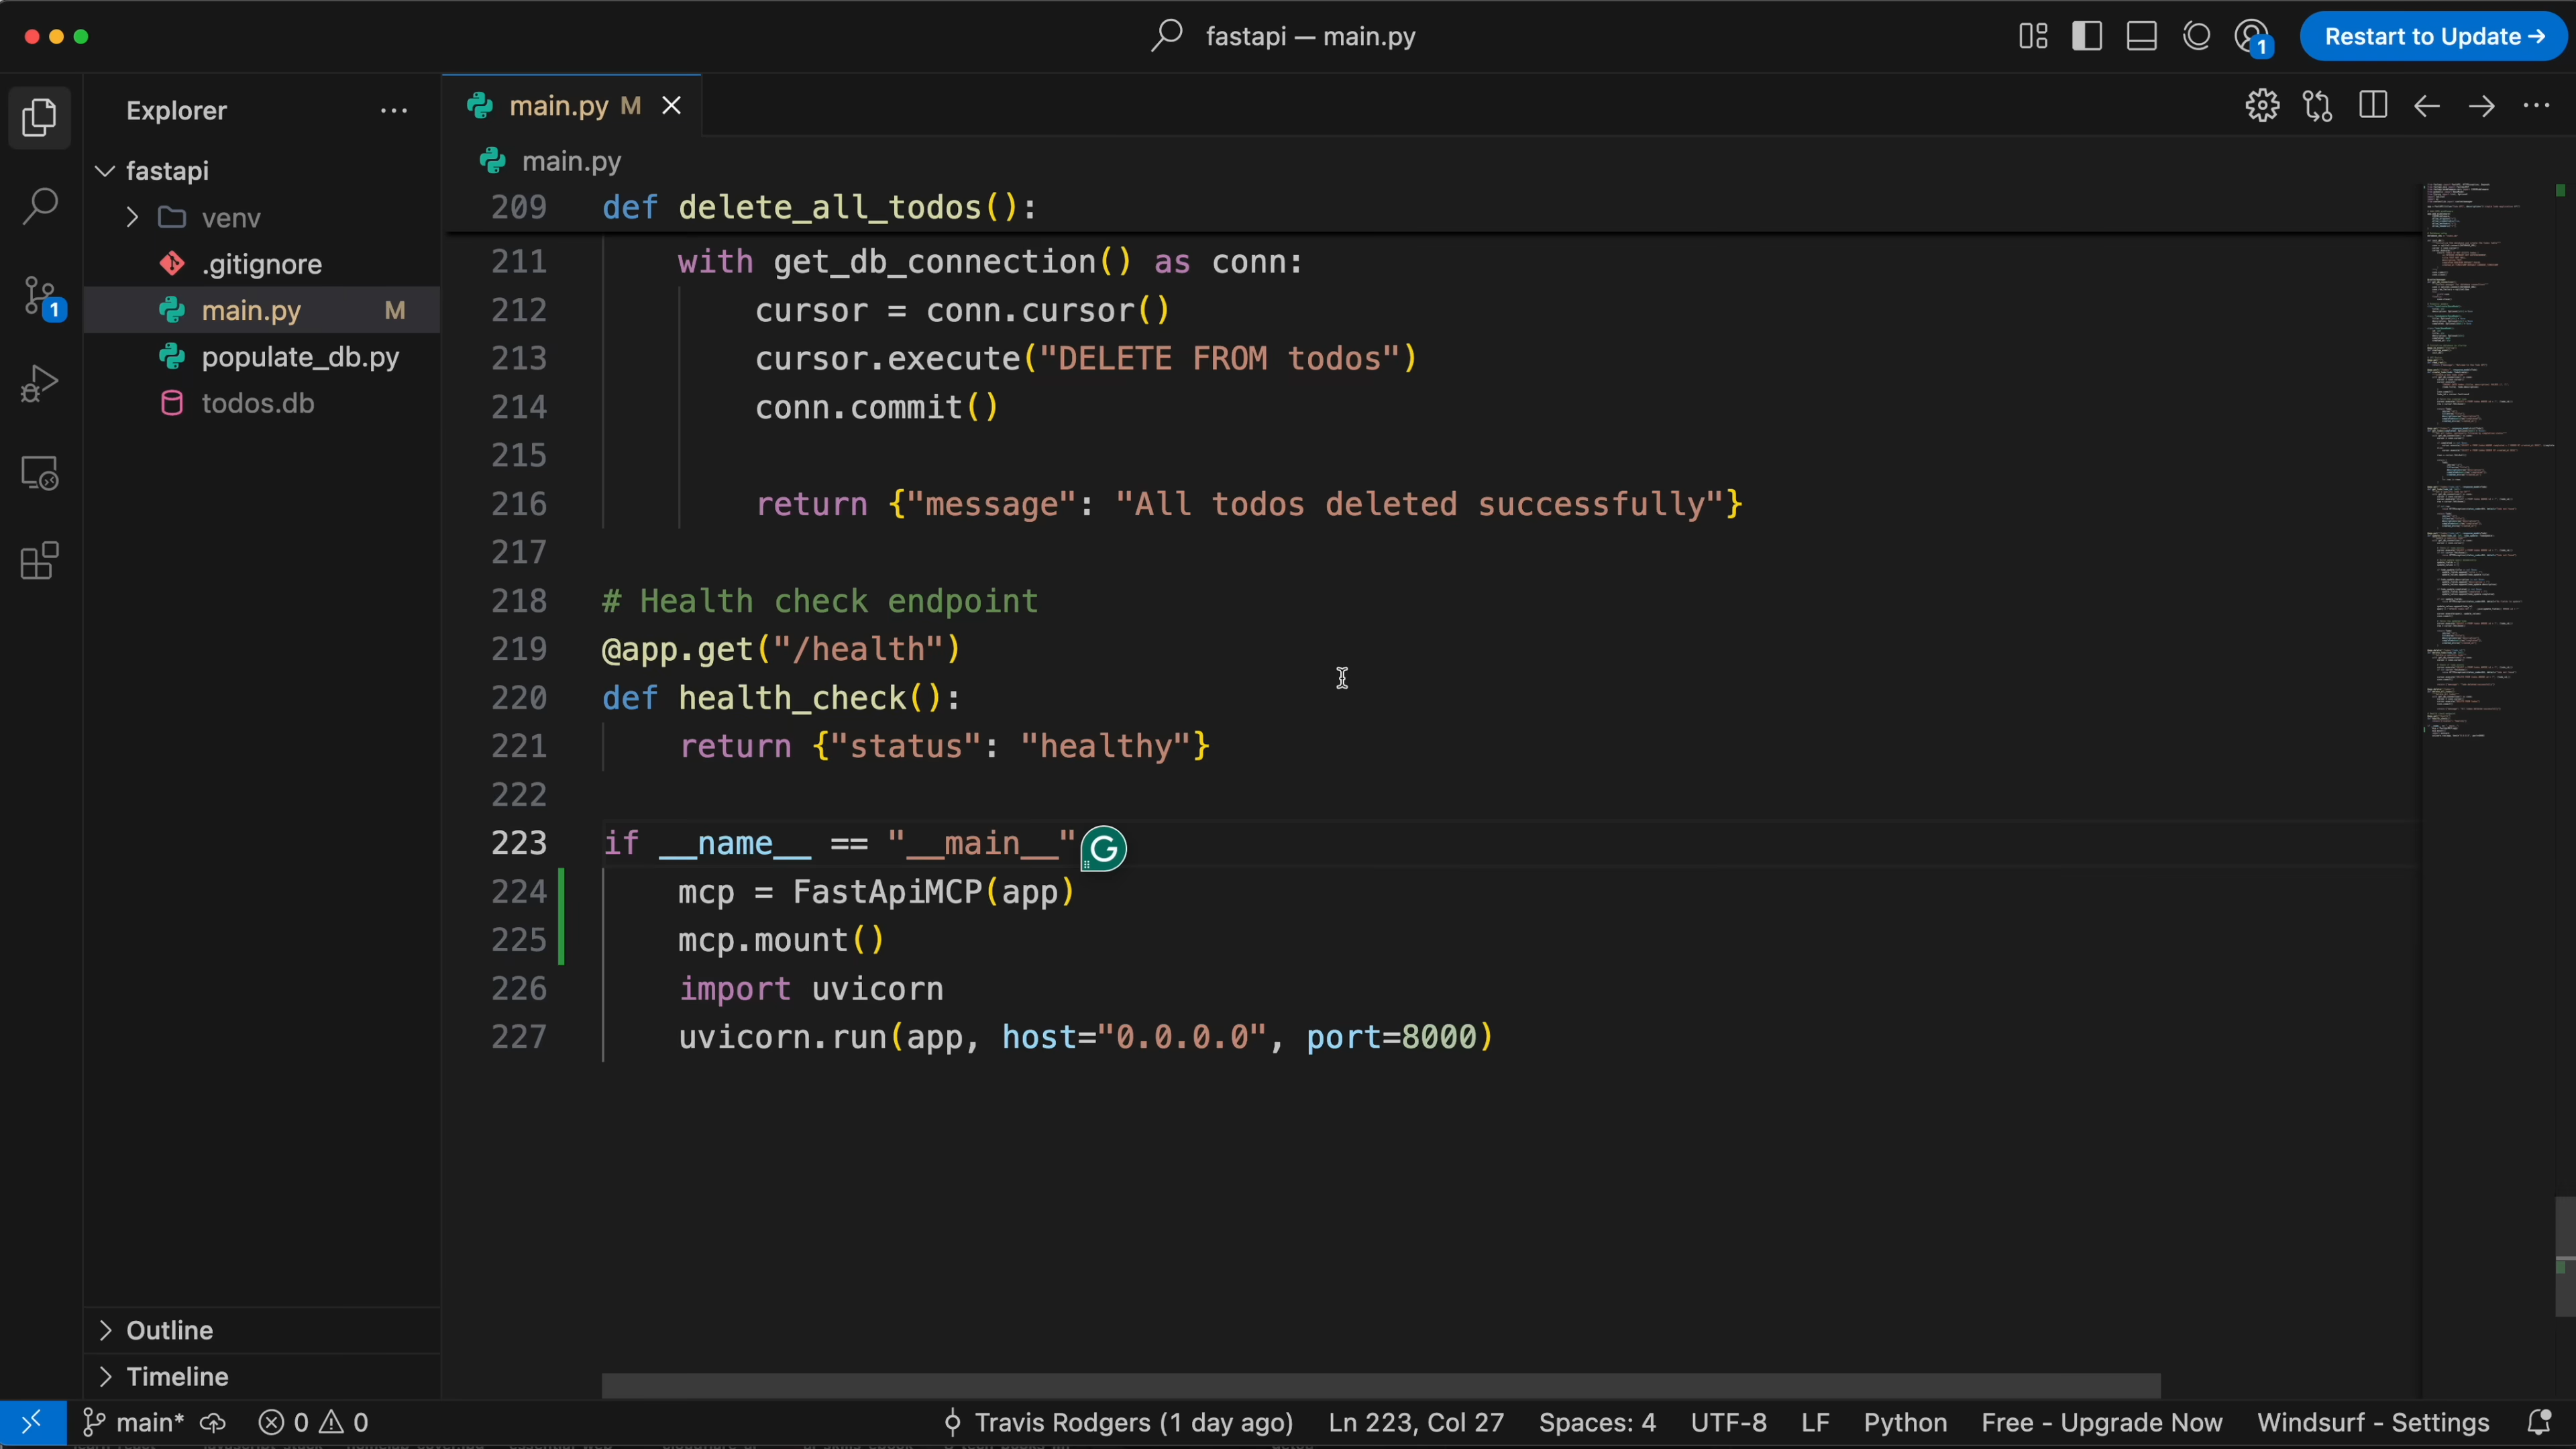 fastapi — main.py
1
Restart to Update →
Explorer
main.py M
fastapi
main.py
venv
.gitignore
main.py M
populate_db.py
todos.db
1
209 def delete_all_todos():
211 with get_db_connection() as conn:
212 cursor = conn.cursor()
213 cursor.execute("DELETE FROM todos")
214 conn.commit()
215
216 return {"message": "All todos deleted successfully"}
217
218 # Health check endpoint
219 @app.get("/health")
220 def health_check():
221 return {"status": "healthy"}
222
223 if __name__ == "__main__"
224 mcp = FastApiMCP(app)
225 mcp.mount()
226 import uvicorn
227 uvicorn.run(app, host="0.0.0.0", port=8000)
Outline
Timeline
main* 0 0 Travis Rodgers (1 day ago) Ln 223, Col 27 Spaces: 4 UTF-8 LF Python Free - Upgrade Now Windsurf - Settings